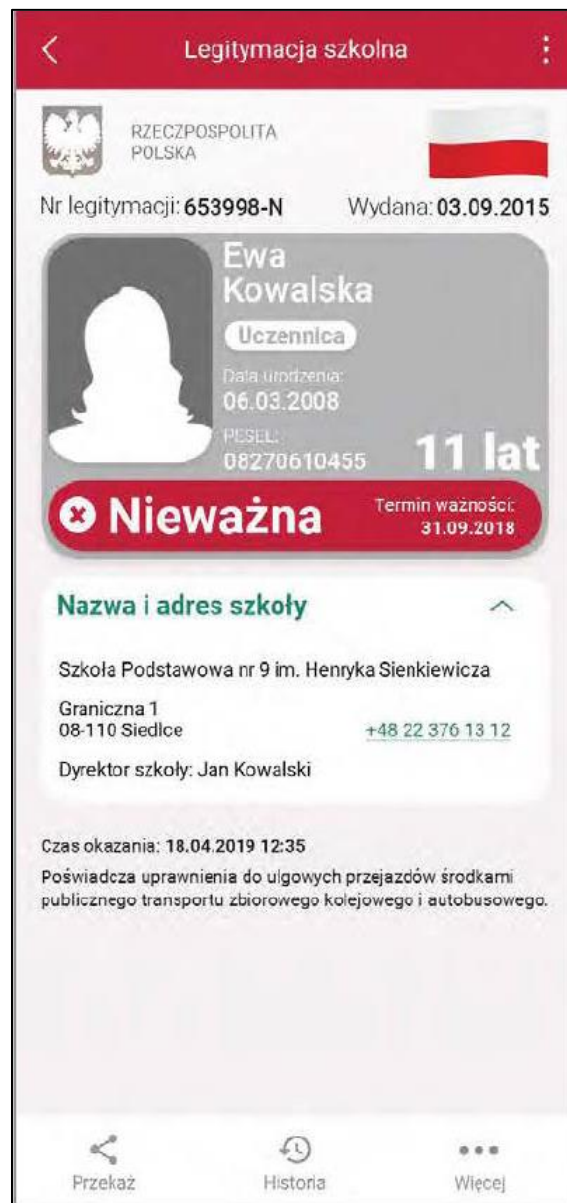 Legitymacja szkolna
RZECZPOSPOLITA
POLSKA
Nr legitymacji: 653998-N Wydana: 03.09.2015
Ewa
Kowalska
Uczennica
Data urodzenia:
06.03.2008
PESEL:
08270610455
11 lat
Nieważna
Termin ważności:
31.09.2018
Nazwa i adres szkoły
Szkoła Podstawowa nr 9 im. Henryka Sienkiewicza
Graniczna 1
08-110 Siedlce
+48 22 376 13 12
Dyrektor szkoły: Jan Kowalski
Czas okazania: 18.04.2019 12:35
Poświadcza uprawnienia do ulgowych przejazdów środkami
publicznego transportu zbiorowego kolejowego i autobusowego.
Przekaż Historia Więcej